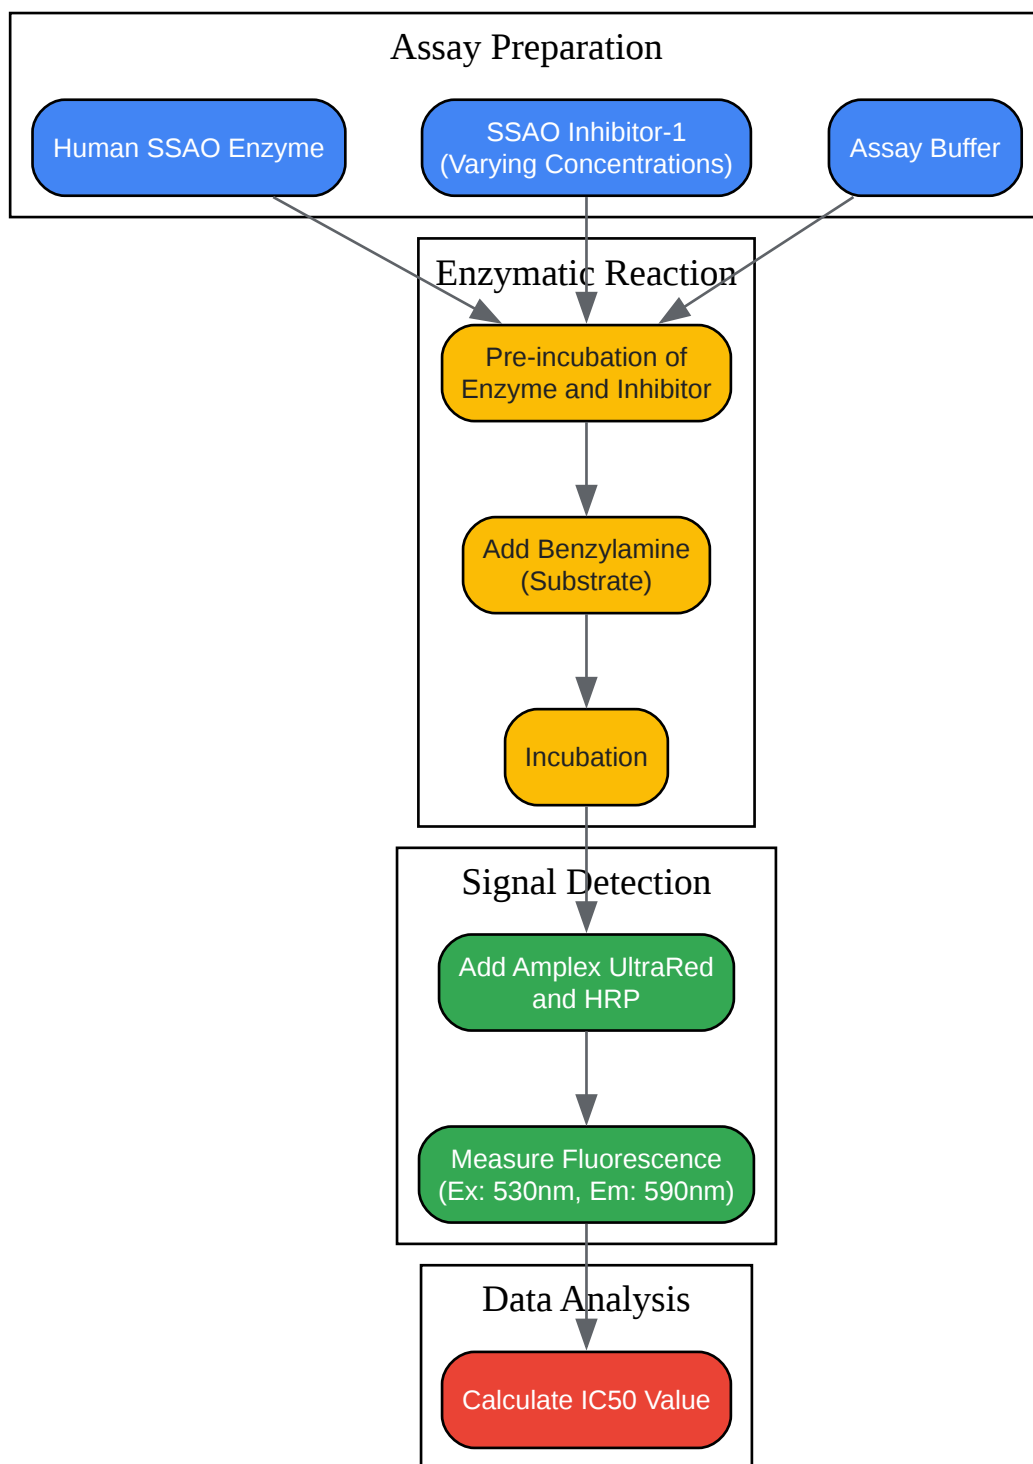 Assay Preparation
Human SSAO Enzyme
SSAO Inhibitor-1
(Varying Concentrations)
Assay Buffer
Enzymatic Reaction
Pre-incubation of
Enzyme and Inhibitor
Add Benzylamine
(Substrate)
Incubation
Signal Detection
Add Amplex UltraRed
and HRP
Measure Fluorescence
(Ex: 530nm, Em: 590nm)
Data Analysis
Calculate IC50 Value